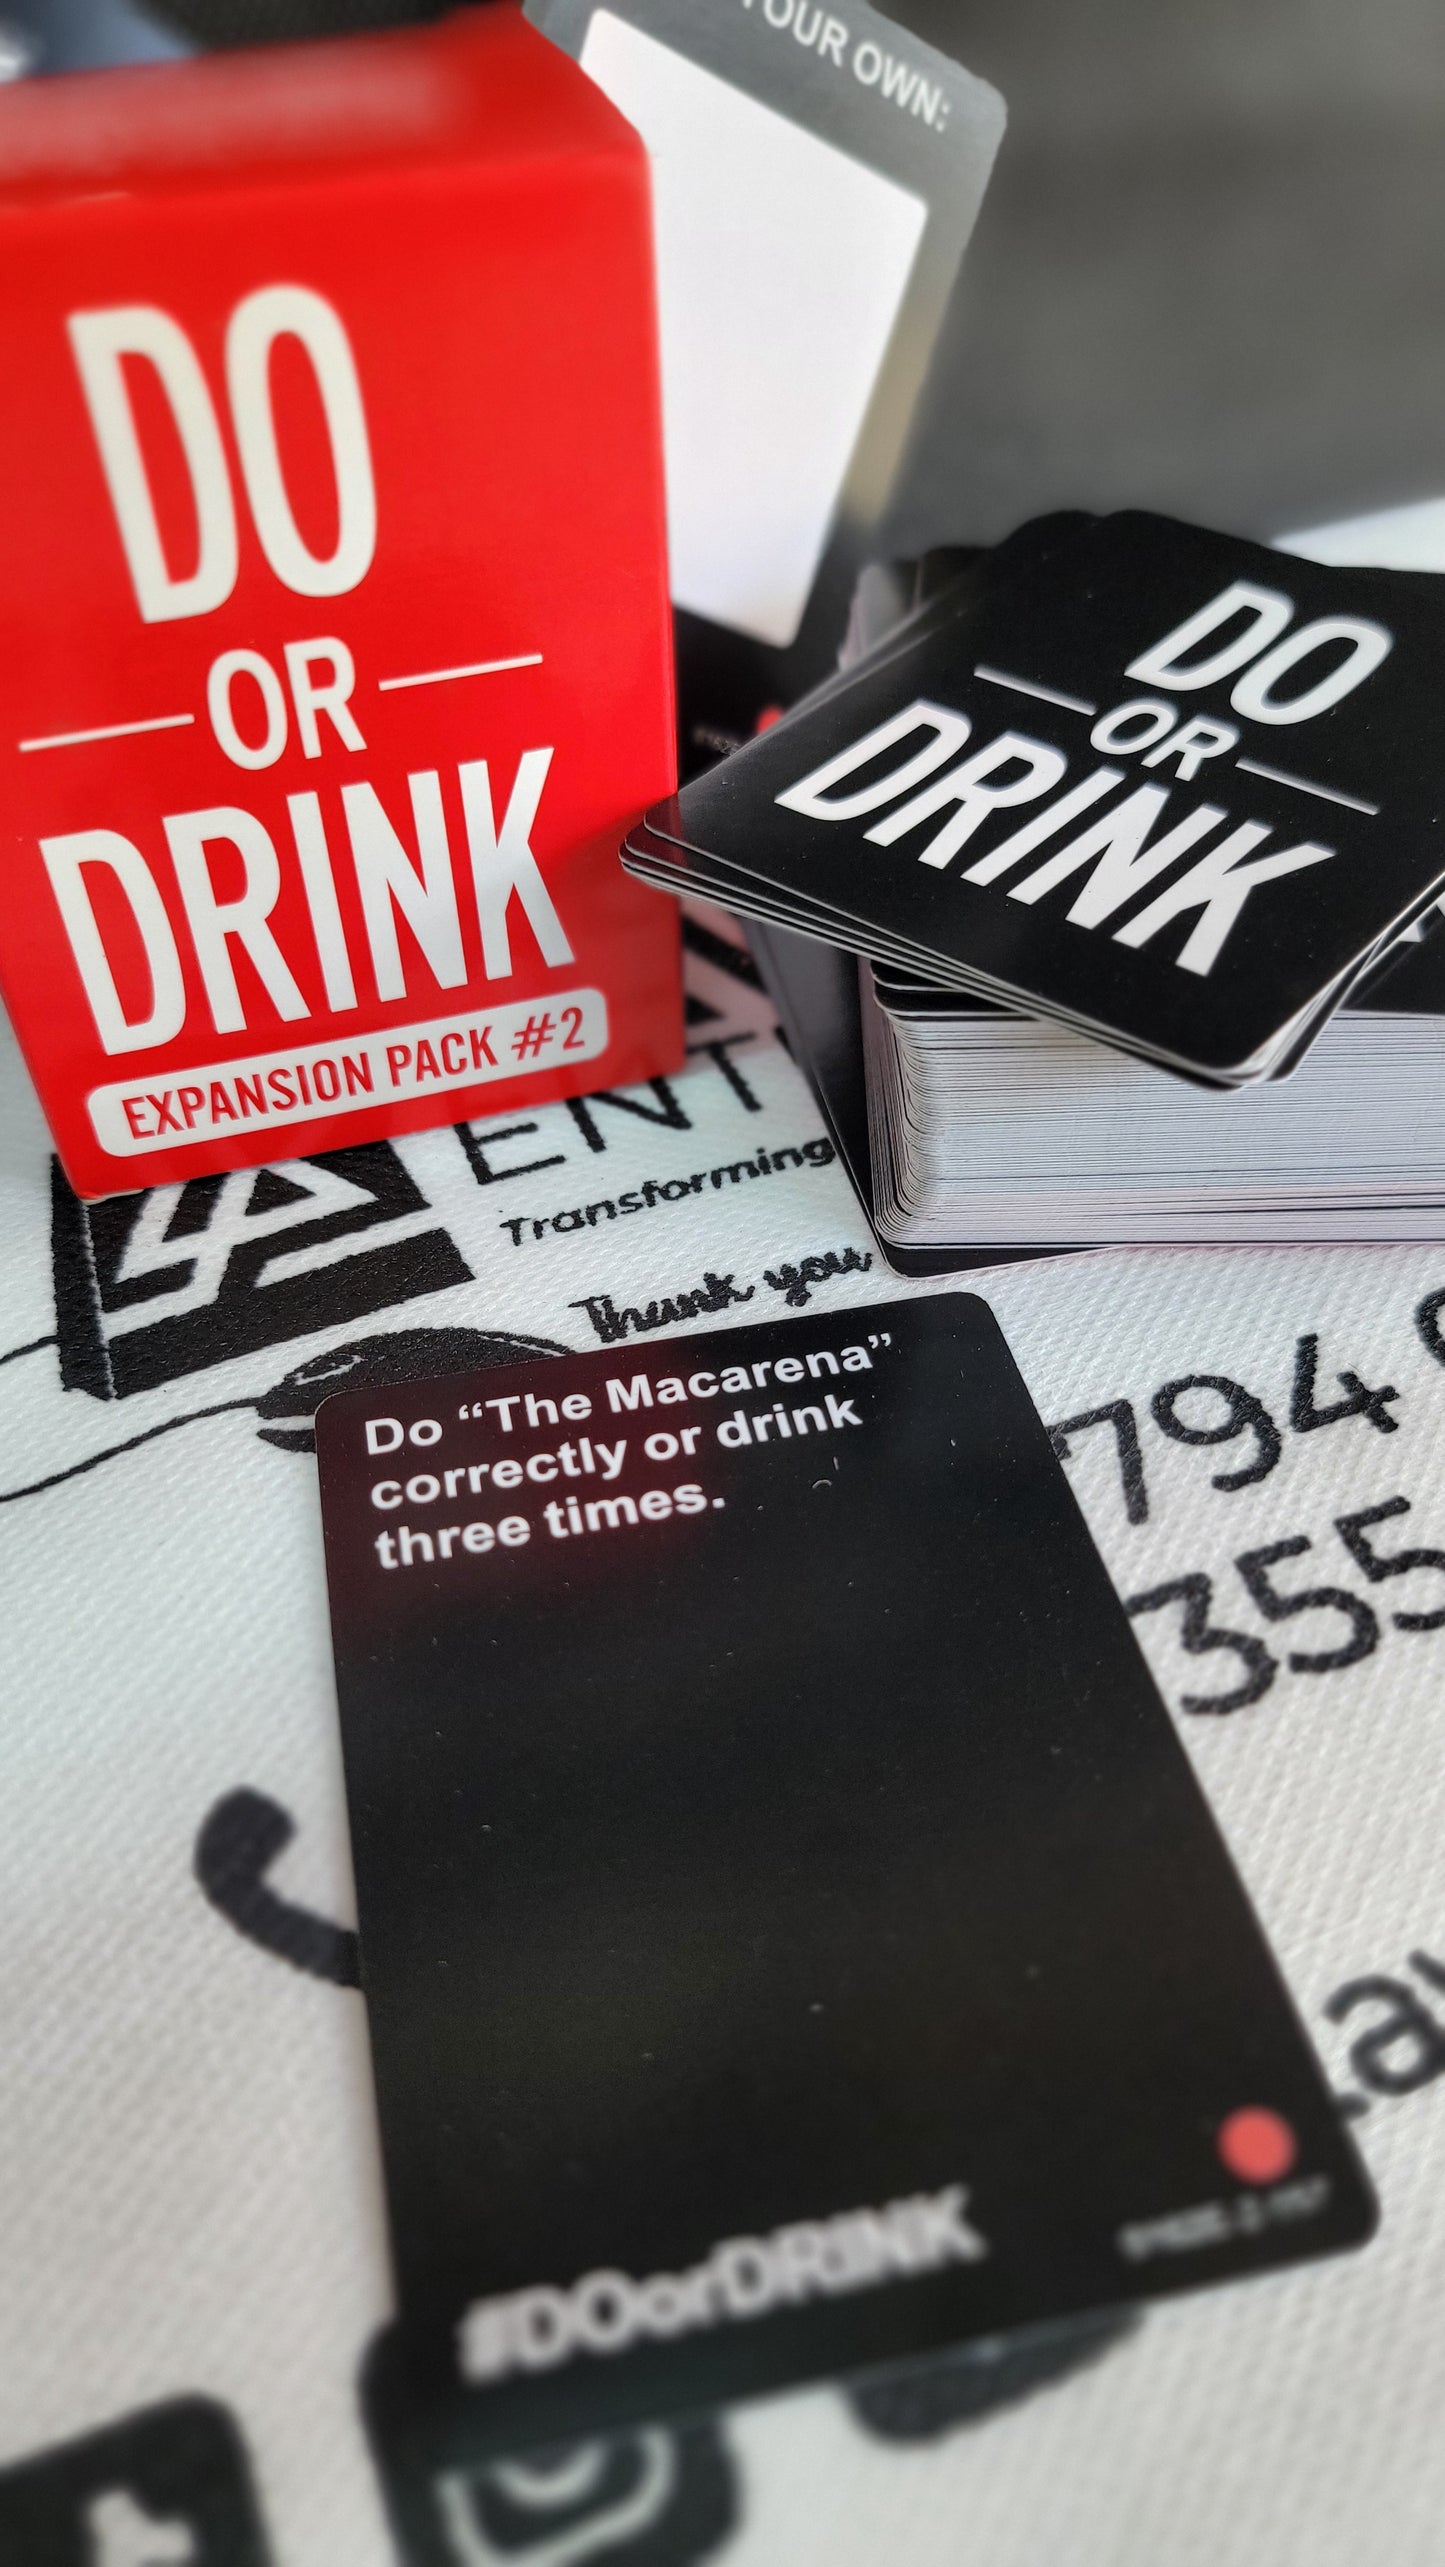 YOUR OWN:
DO
OR
DRINK
EXPANSION PACK #2
DO
OR
DRINK
Transforming
Thank you
794
355
Do “The Macarena”
correctly or drink
three times.
#DOorDRINK